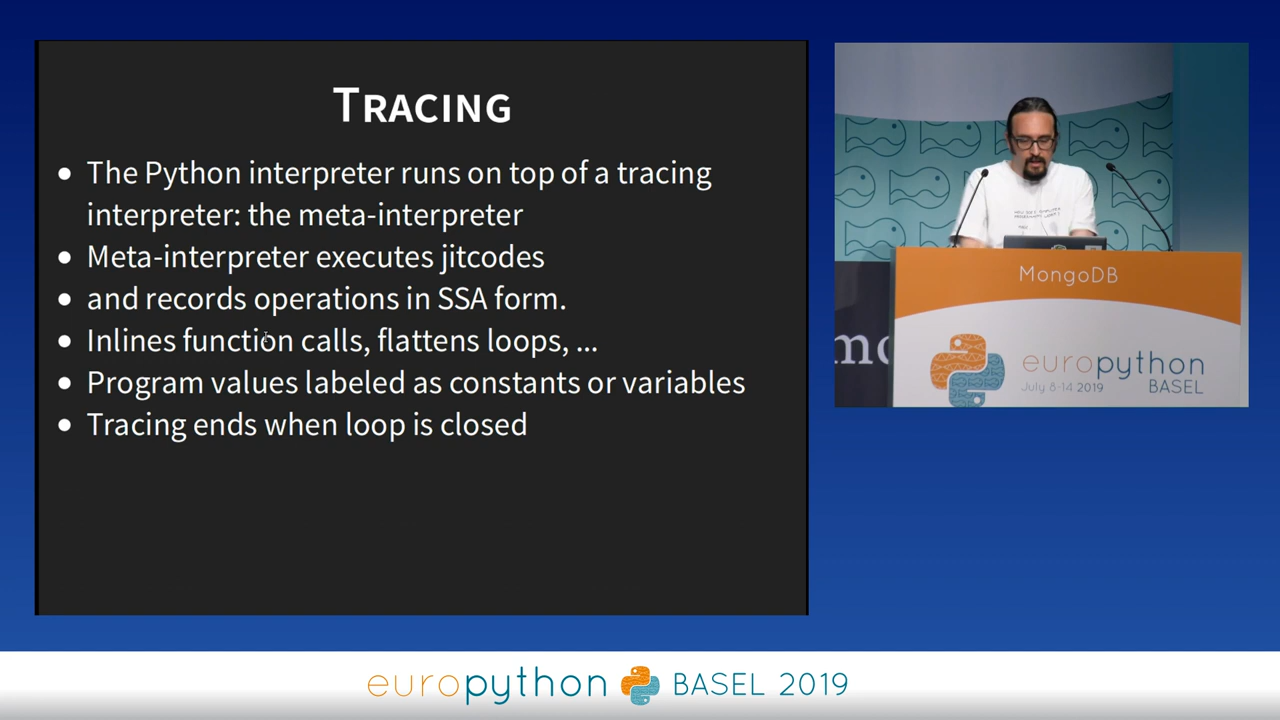 TRACING
• The Python interpreter runs on top of a tracing
interpreter: the meta-interpreter
• Meta-interpreter executes jitcodes
• and records operations in SSA form.
• Inlines function calls, flattens loops, ...
• Program values labeled as constants or variables
• Tracing ends when loop is closed
MongoDB
mo
europython
July 8-14 2019
BASEL
europython BASEL 2019